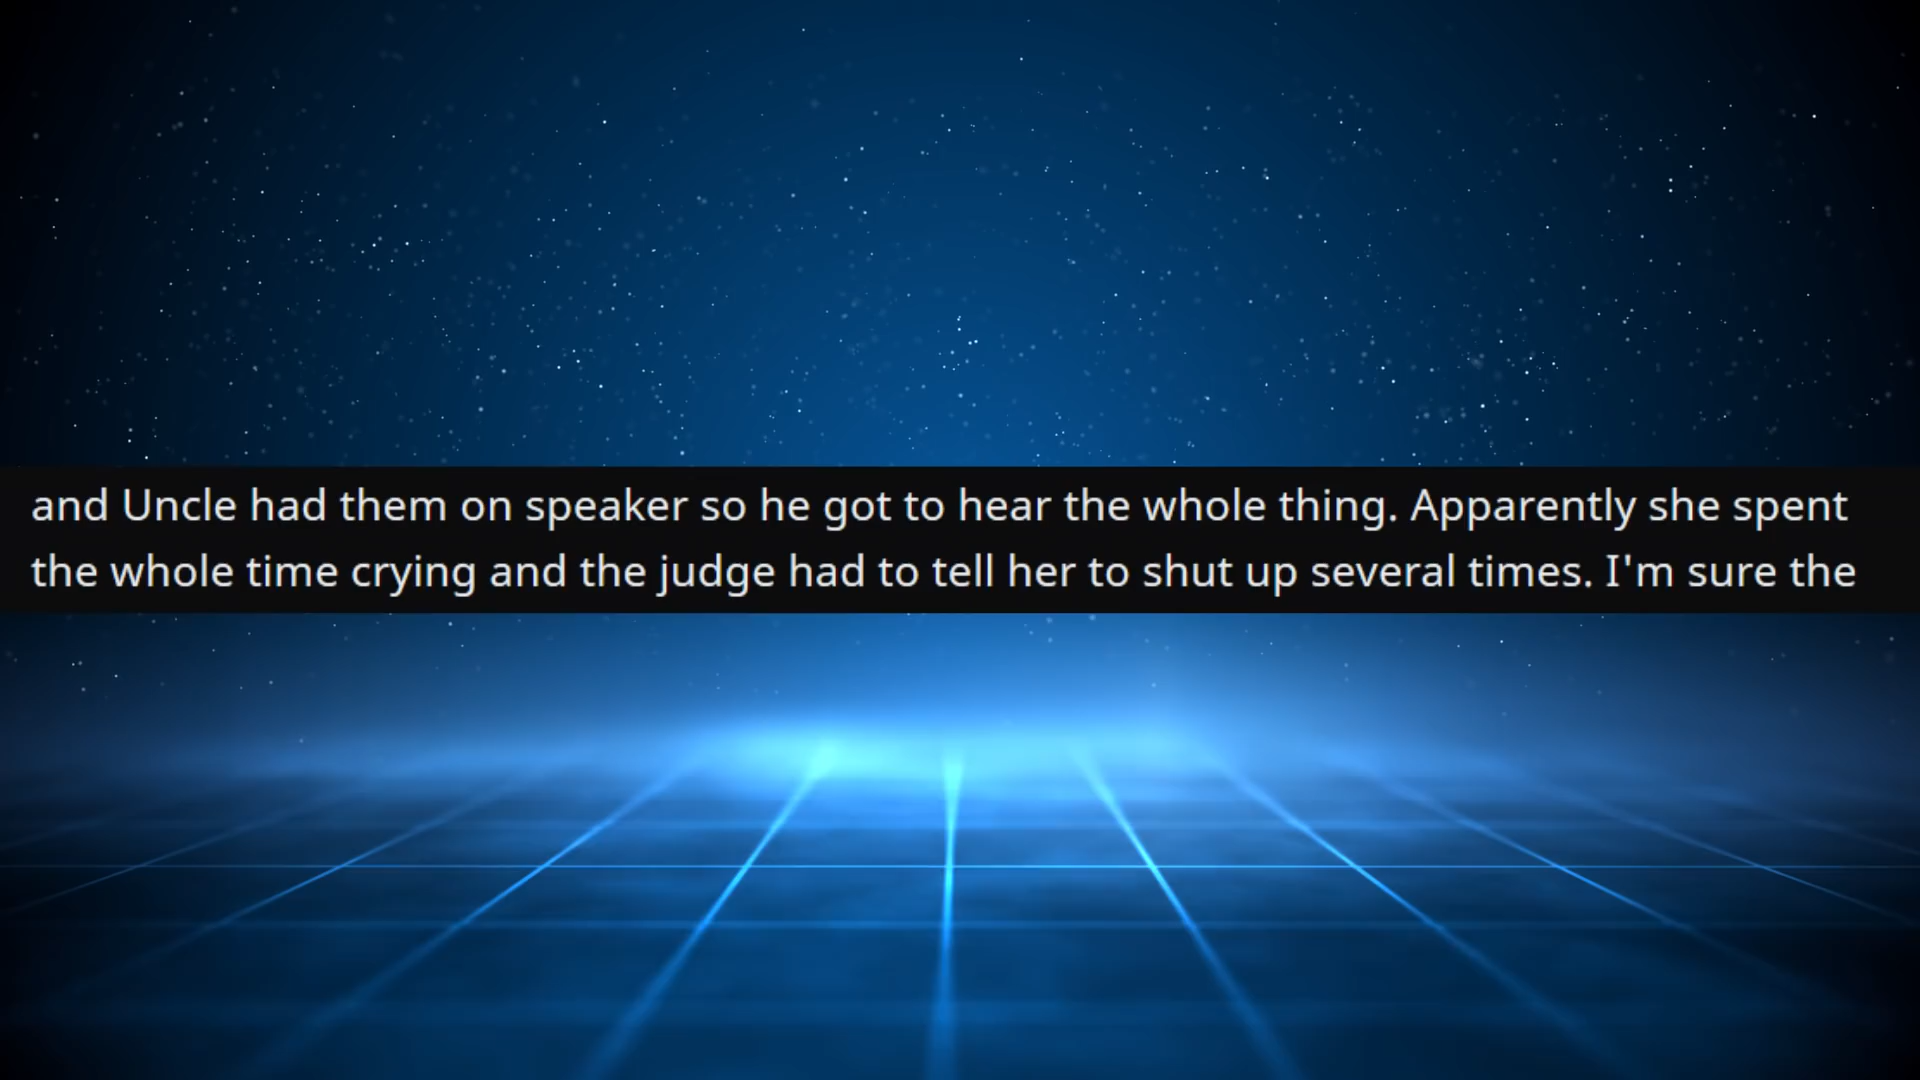 and Uncle had them on speaker so he got to hear the whole thing. Apparently she spent
the whole time crying and the judge had to tell her to shut up several times. I'm sure the